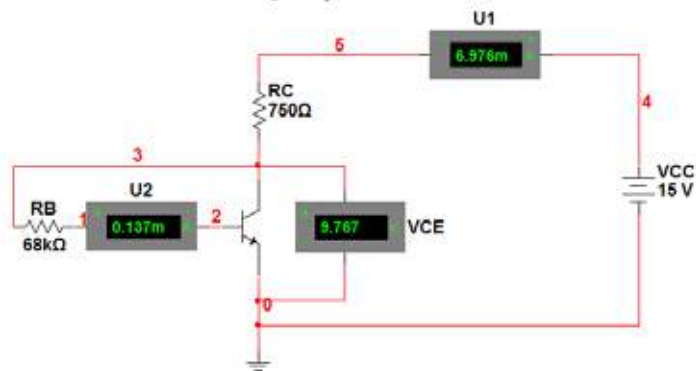 U1
5
6.976m
RC
750Ω
4
3
VCC
15 V
U2
RB
1
0.137m
2
9.767
VCE
68kΩ
0